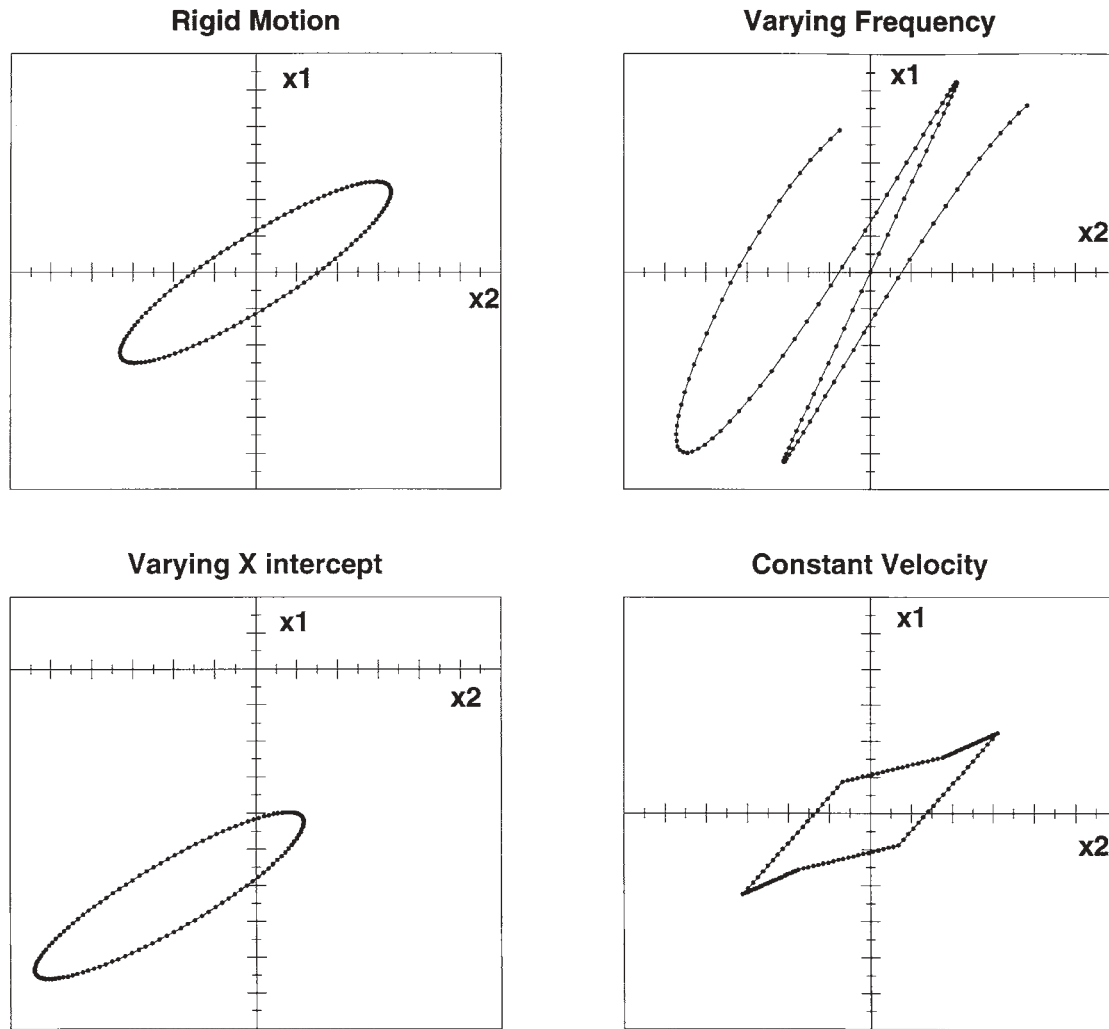 Rigid Motion
x1
x2
Varying Frequency
x1
x2
Varying X intercept
x1
x2
Constant Velocity
x1
x2